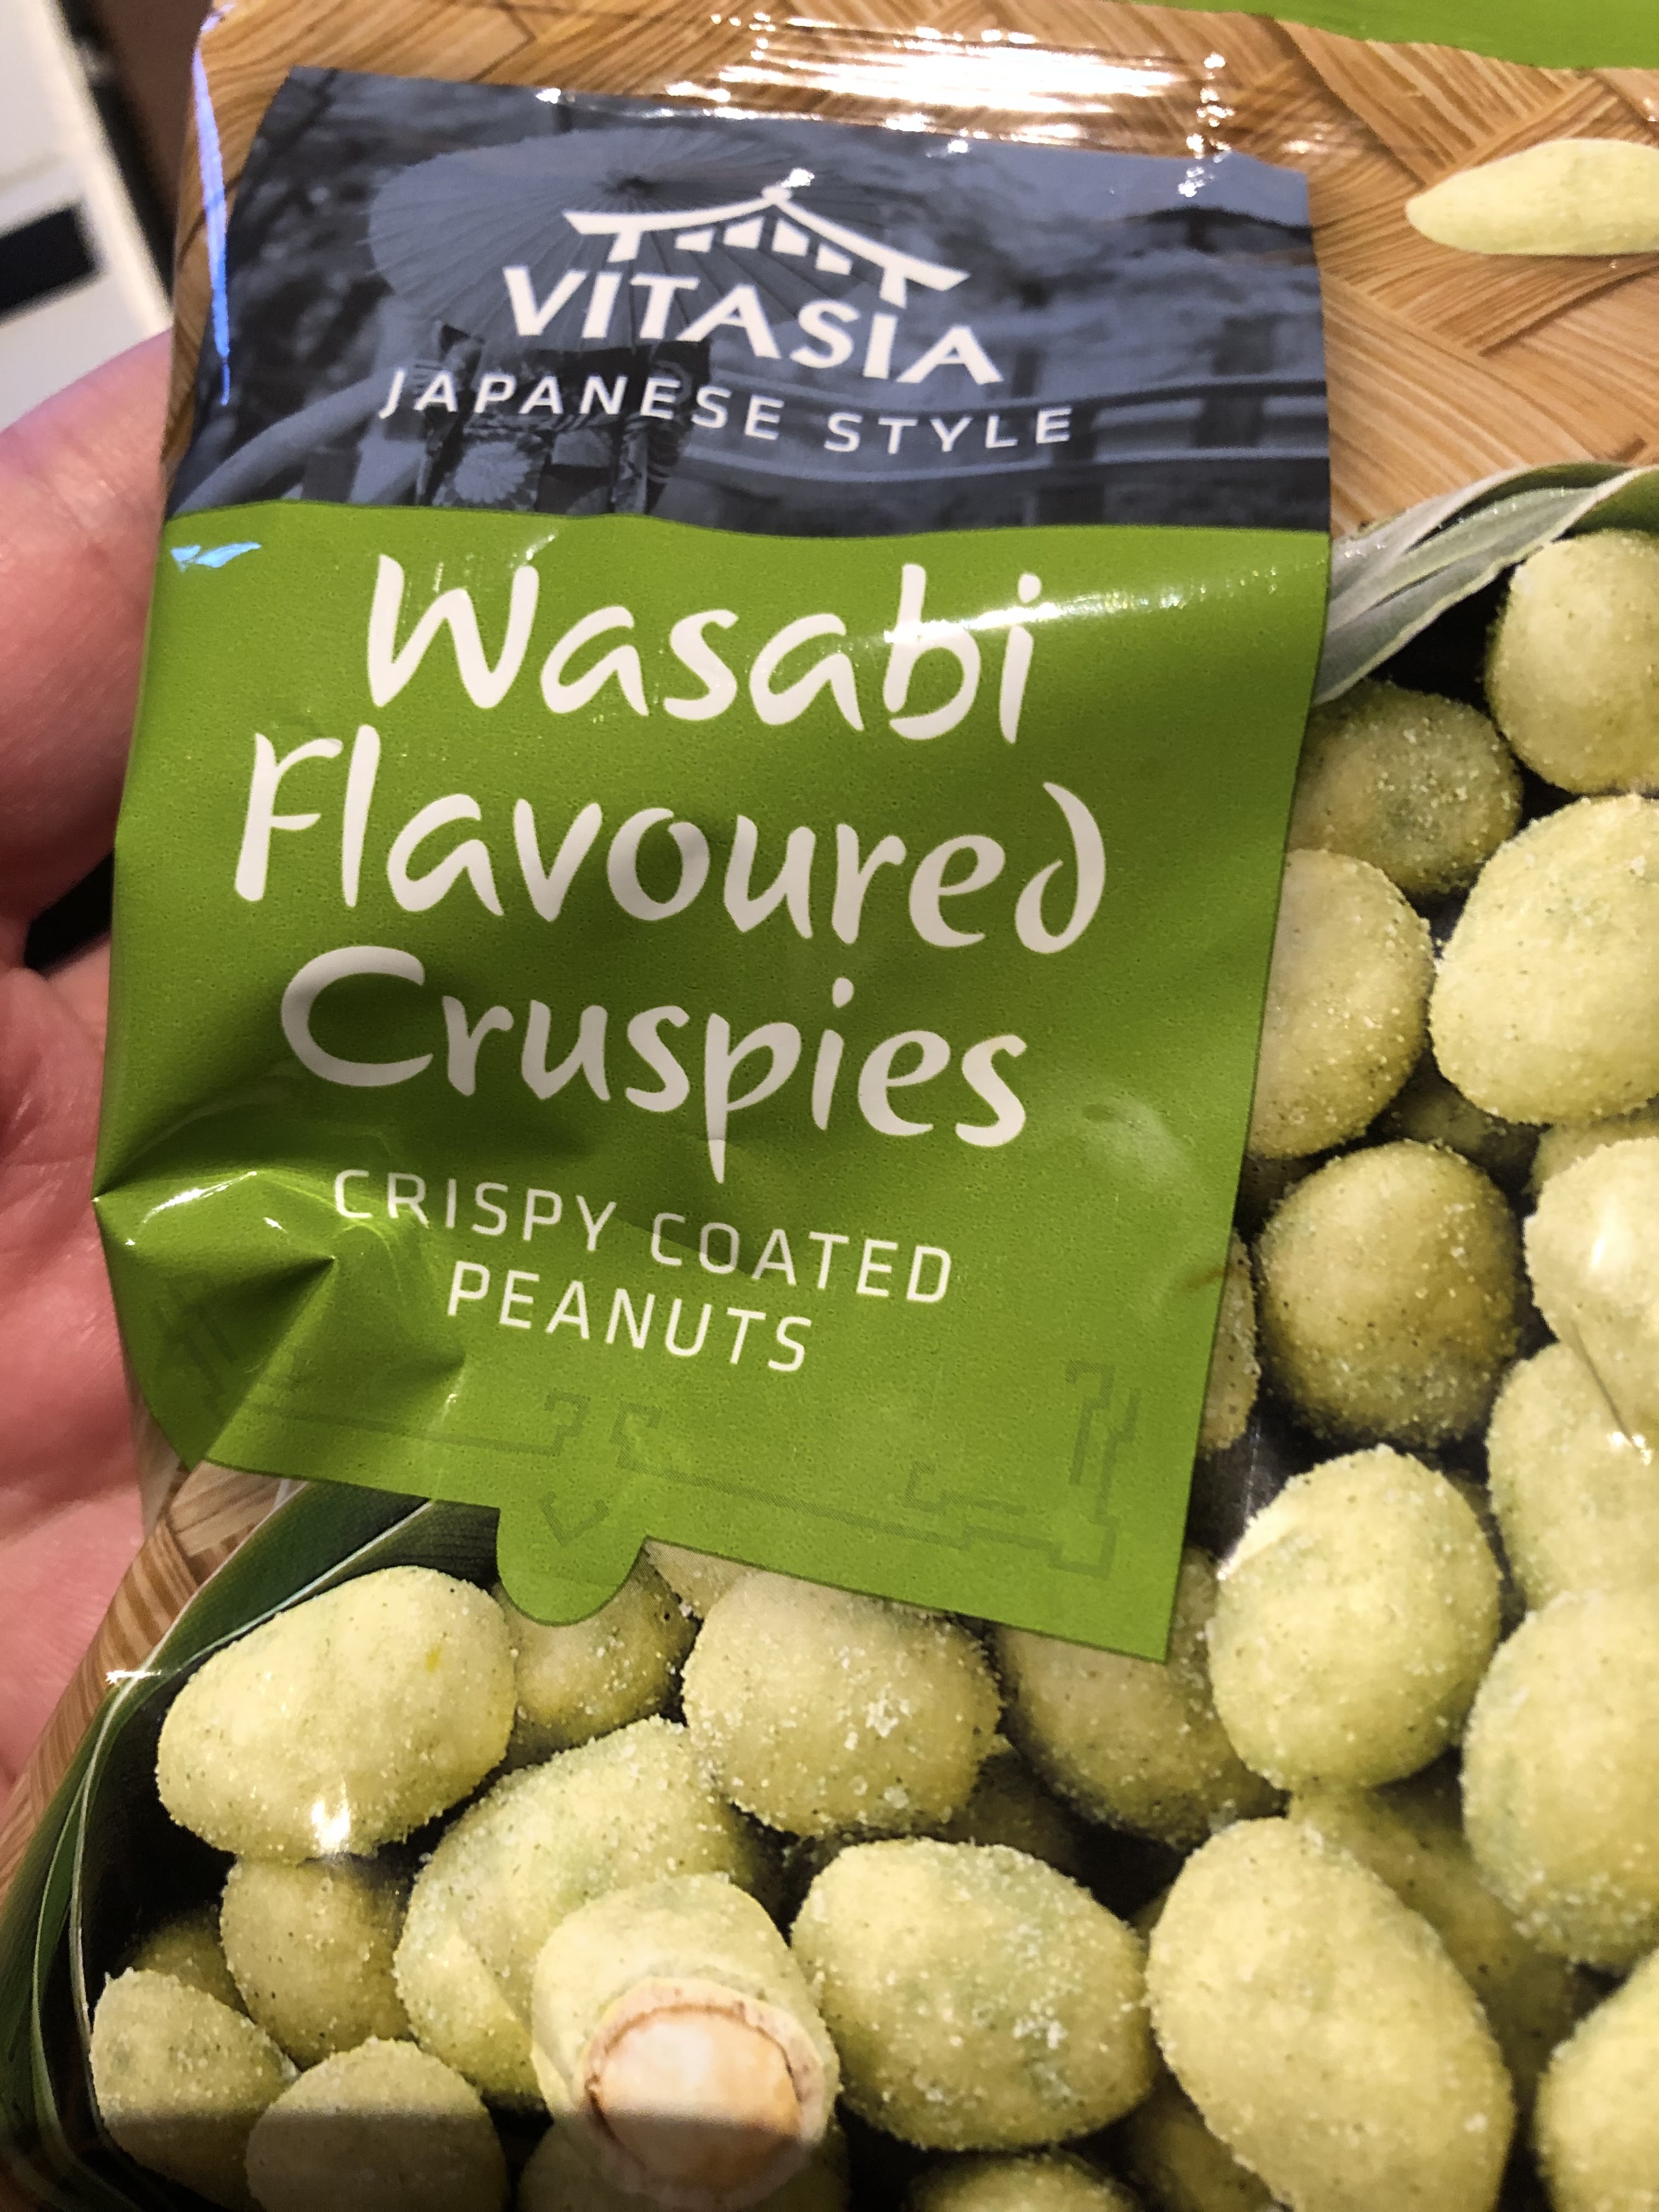 VITASIA
JAPANESE STYLE
Wasabi
Flavoured
Cruspies
CRISPY COATED
PEANUTS